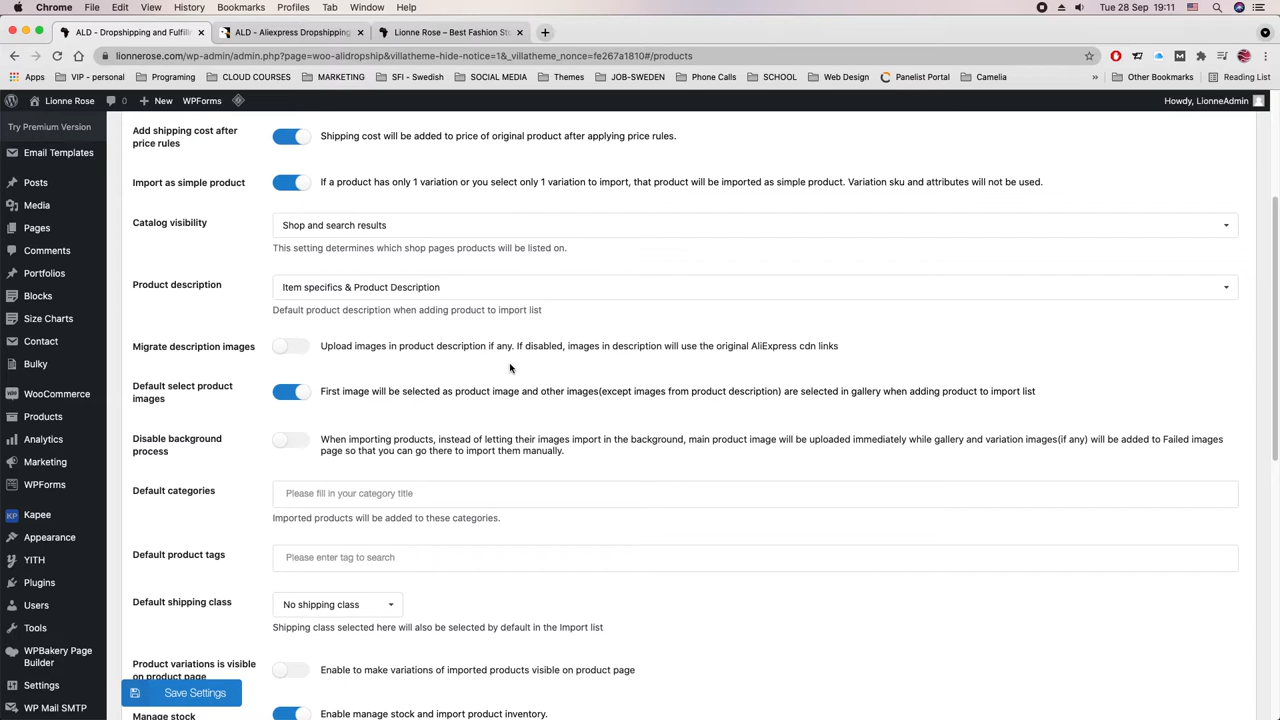 Chrome File Edit View History Bookmarks Profiles Tab Window Help Sun 19:11
ALD - Dropshipping and Fulfilli × ALD - Aliexpress Dropshipping × Lionne Rose – Best Fashion St × +
lionnerose.com/wp-admin/admin.php?page=woo-alidropship&villatheme-hide-notice=1&_villatheme_nonce=fe267a1810#/products
Apps VIP - personal Programing CLOUD COURSES MARKETING SFI - Swedish SOCIAL MEDIA Themes JOB-SWEDEN Phone Calls SCHOOL Web Design Panelist Portal Camelia » Other Bookmarks Reading List
Lionne Rose 0 + New WPForms Howdy, LionneAdmin
Try Premium Version
Email Templates
Posts
Media
Pages
Comments
Portfolios
Blocks
Size Charts
Contact
Bulky
WooCommerce
Products
Analytics
Marketing
WPForms
KP Kapee
Appearance
YITH
Plugins
Users
Tools
WPBakery Page
Builder
Settings
WP Mail SMTP
Add shipping cost after
price rules
Shipping cost will be added to price of original product after applying price rules.
Import as simple product
If a product has only 1 variation or you select only 1 variation to import, that product will be imported as simple product. Variation sku and attributes will not be used.
Catalog visibility
Shop and search results
This setting determines which shop pages products will be listed on.
Product description
Item specifics & Product Description
Default product description when adding product to import list
Migrate description images
Upload images in product description if any. If disabled, images in description will use the original AliExpress cdn links
Default select product
images
First image will be selected as product image and other images(except images from product description) are selected in gallery when adding product to import list
Disable background
process
When importing products, instead of letting their images import in the background, main product image will be uploaded immediately while gallery and variation images(if any) will be added to Failed images
page so that you can go there to import them manually.
Default categories
Please fill in your category title
Imported products will be added to these categories.
Default product tags
Please enter tag to search
Default shipping class
No shipping class
Shipping class selected here will also be selected by default in the Import list
Product variations is visible
on product page
Enable to make variations of imported products visible on product page
Save Settings
Manage stock
Enable manage stock and import product inventory.